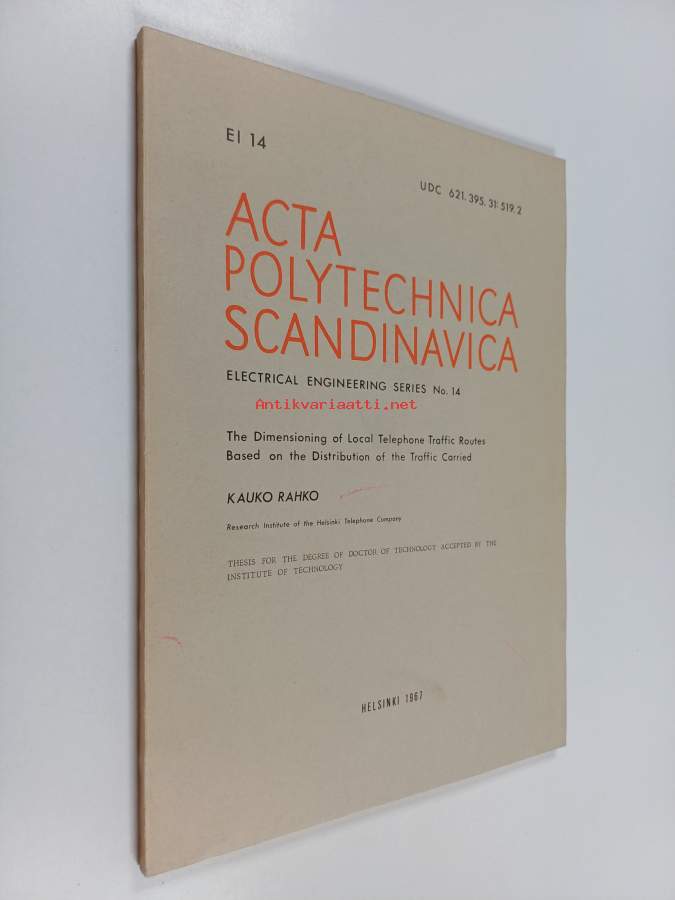 EI 14
UDC 621.395.31:519.2
ACTA
POLYTECHNICA
SCANDINAVICA
ELECTRICAL ENGINEERING SERIES No. 14
Antikvariaatti.net
The Dimensioning of Local Telephone Traffic Routes
Based on the Distribution of the Traffic Carried
KAUKO RAHKO
Research Institute of the Helsinki Telephone Company
THESIS FOR THE DEGREE OF DOCTOR OF TECHNOLOGY ACCEPTED BY THE
INSTITUTE OF TECHNOLOGY
HELSINKI 1967